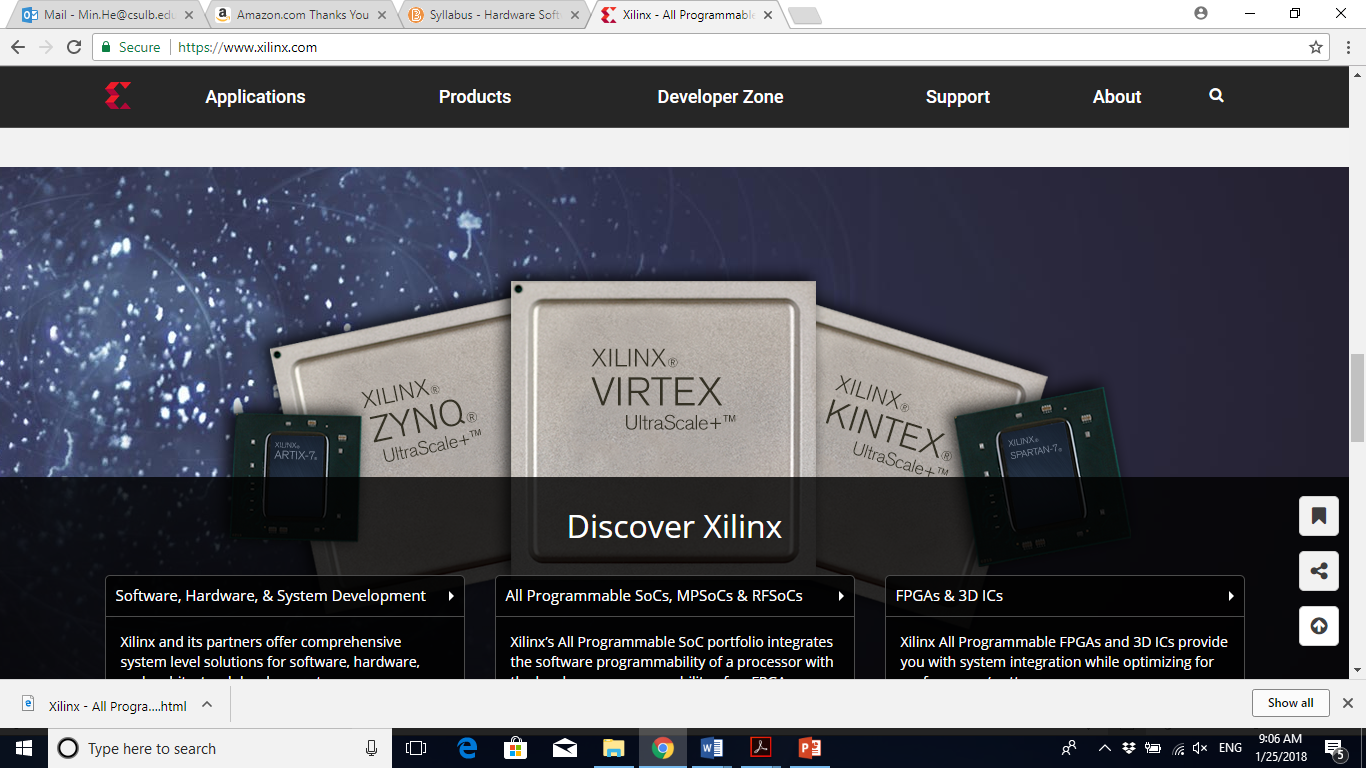 Mail - Min.He@csulb.ed
Amazon.com Thanks You
Syllabus - Hardware Soft
Xilinx - All Programmable
Secure
https://www.xilinx.com
Applications
Products
Developer Zone
Support
About
XILINX®
ARTIX-7®
XILINX®
ZYNQ®
UltraScale+™
XILINX®
VIRTEX
UltraScale+™
XILINX®
KINTEX®
UltraScale+™
XILINX®
SPARTAN-7®
Discover Xilinx
Software, Hardware, & System Development
Xilinx and its partners offer comprehensive
system level solutions for software, hardware,
All Programmable SoCs, MPSoCs & RFSoCs
Xilinx’s All Programmable SoC portfolio integrates
the software programmability of a processor with
FPGAs & 3D ICs
Xilinx All Programmable FPGAs and 3D ICs provide
you with system integration while optimizing for
Xilinx - All Progra....html
Show all
Type here to search
ENG
9:06 AM
1/25/2018
5